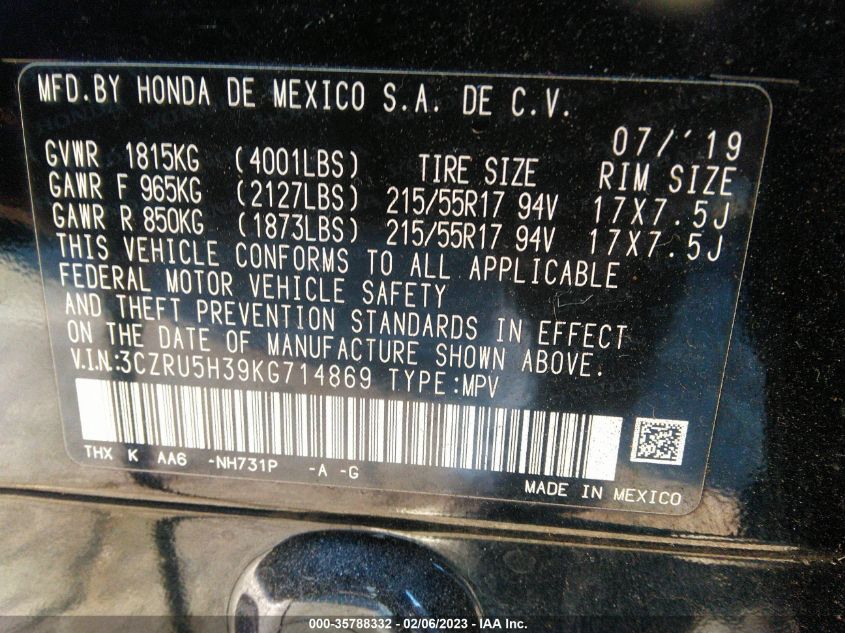 MFD.BY HONDA DE MEXICO S.A. DE C.V.
07/'19
GVWR 1815KG (4001LBS) TIRE SIZE RIM SIZE
GAWR F 965KG (2127LBS) 215/55R17 94V 17X7.5J
GAWR R 850KG (1873LBS) 215/55R17 94V 17X7.5J
THIS VEHICLE CONFORMS TO ALL APPLICABLE
FEDERAL MOTOR VEHICLE SAFETY
AND THEFT PREVENTION STANDARDS IN EFFECT
ON THE DATE OF MANUFACTURE SHOWN ABOVE.
V.I.N.:3CZRU5H39KG714869 TYPE:MPV
THX K AA6 -NH731P -A -G
MADE IN MEXICO
000-35788332 - 02/06/2023 - IAA Inc.